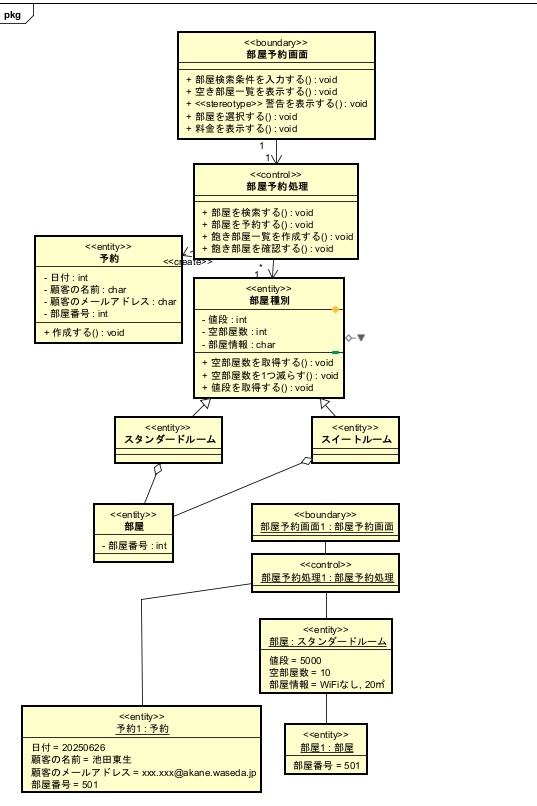 pkg
<<boundary>>
部屋予約画面
+ 部屋検索条件を入力する() : void
+ 空き部屋一覧を表示する() : void
+ <<stereotype>> 警告を表示する() : void
+ 部屋を選択する() : void
+ 料金を表示する() : void
1
1
<<control>>
部屋予約処理
+ 部屋を検索する() : void
+ 部屋を予約する() : void
+ 飽き部屋一覧を作成する() : void
+ 飽き部屋を確認する() : void
<<create>>
<<entity>>
予約
- 日付 : int
- 顧客の名前 : char
- 顧客のメールアドレス : char
- 部屋番号 : int
+ 作成する() : void
1
*
<<entity>>
部屋種別
- 値段 : int
- 空部屋数 : int
- 部屋情報 : char
+ 空部屋数を取得する() : void
+ 空部屋数を1つ減らす() : void
+ 値段を取得する() : void
<<entity>>
スタンダードルーム
<<entity>>
スイートルーム
<<entity>>
部屋
- 部屋番号 : int
<<boundary>>
部屋予約画面1 : 部屋予約画面
<<control>>
部屋予約処理1 : 部屋予約処理
<<entity>>
部屋 : スタンダードルーム
値段 = 5000
空部屋数 = 10
部屋情報 = WiFiなし, 20㎡
<<entity>>
予約1 : 予約
日付 = 20250626
顧客の名前 = 池田東生
顧客のメールアドレス = xxx.xxx@akane.waseda.jp
部屋番号 = 501
<<entity>>
部屋1 : 部屋
部屋番号 = 501